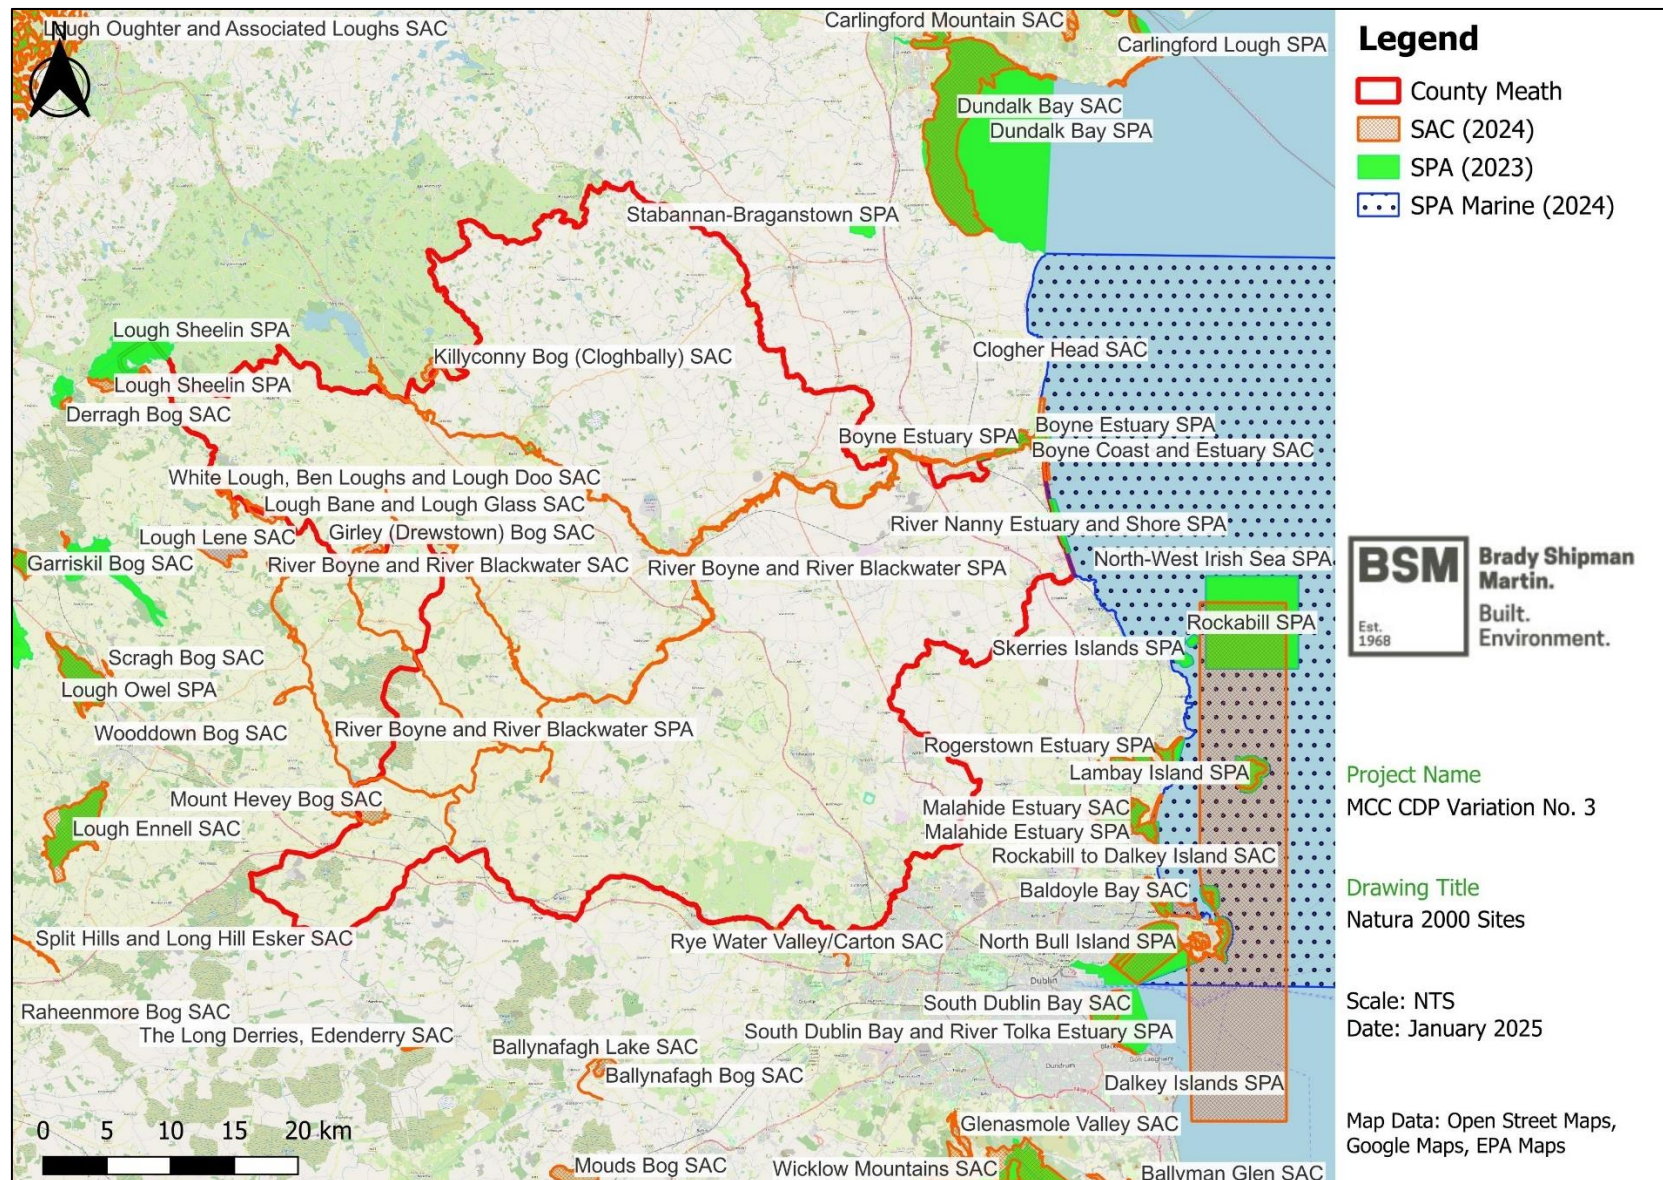 N
Lough Oughter and Associated Loughs SAC
Carlingford Mountain SAC
Carlingford Lough SPA
Dundalk Bay SAC
Dundalk Bay SPA
Stabannan-Braganstown SPA
Lough Sheelin SPA
Killyconny Bog (Cloghbally) SAC
Clogher Head SAC
Lough Sheelin SPA
Derragh Bog SAC
Boyne Estuary SPA
Boyne Estuary SPA
Boyne Coast and Estuary SAC
White Lough, Ben Loughs and Lough Doo SAC
Lough Bane and Lough Glass SAC
River Nanny Estuary and Shore SPA
Lough Lene SAC
Girley (Drewstown) Bog SAC
Garriskil Bog SAC
River Boyne and River Blackwater SAC
River Boyne and River Blackwater SPA
North-West Irish Sea SPA
Rockabill SPA
Skerries Islands SPA
Scragh Bog SAC
Lough Owel SPA
Wooddown Bog SAC
River Boyne and River Blackwater SPA
Rogerstown Estuary SPA
Lambay Island SPA
Mount Hevey Bog SAC
Malahide Estuary SAC
Lough Ennell SAC
Malahide Estuary SPA
Rockabill to Dalkey Island SAC
Baldoyle Bay SAC
Split Hills and Long Hill Esker SAC
Rye Water Valley/Carton SAC
North Bull Island SPA
Dublin
Raheenmore Bog SAC
South Dublin Bay SAC
The Long Derries, Edenderry SAC
South Dublin Bay and River Tolka Estuary SPA
Ballynafagh Lake SAC
Ballynafagh Bog SAC
Dalkey Islands SPA
Glenasmole Valley SAC
Mouds Bog SAC
Wicklow Mountains SAC
Ballyman Glen SAC
0 5 10 15 20 km
Legend
County Meath
SAC (2024)
SPA (2023)
SPA Marine (2024)
BSM
Est.
1968
Brady Shipman
Martin.
Built.
Environment.
Project Name
MCC CDP Variation No. 3
Drawing Title
Natura 2000 Sites
Scale: NTS
Date: January 2025
Map Data: Open Street Maps,
Google Maps, EPA Maps